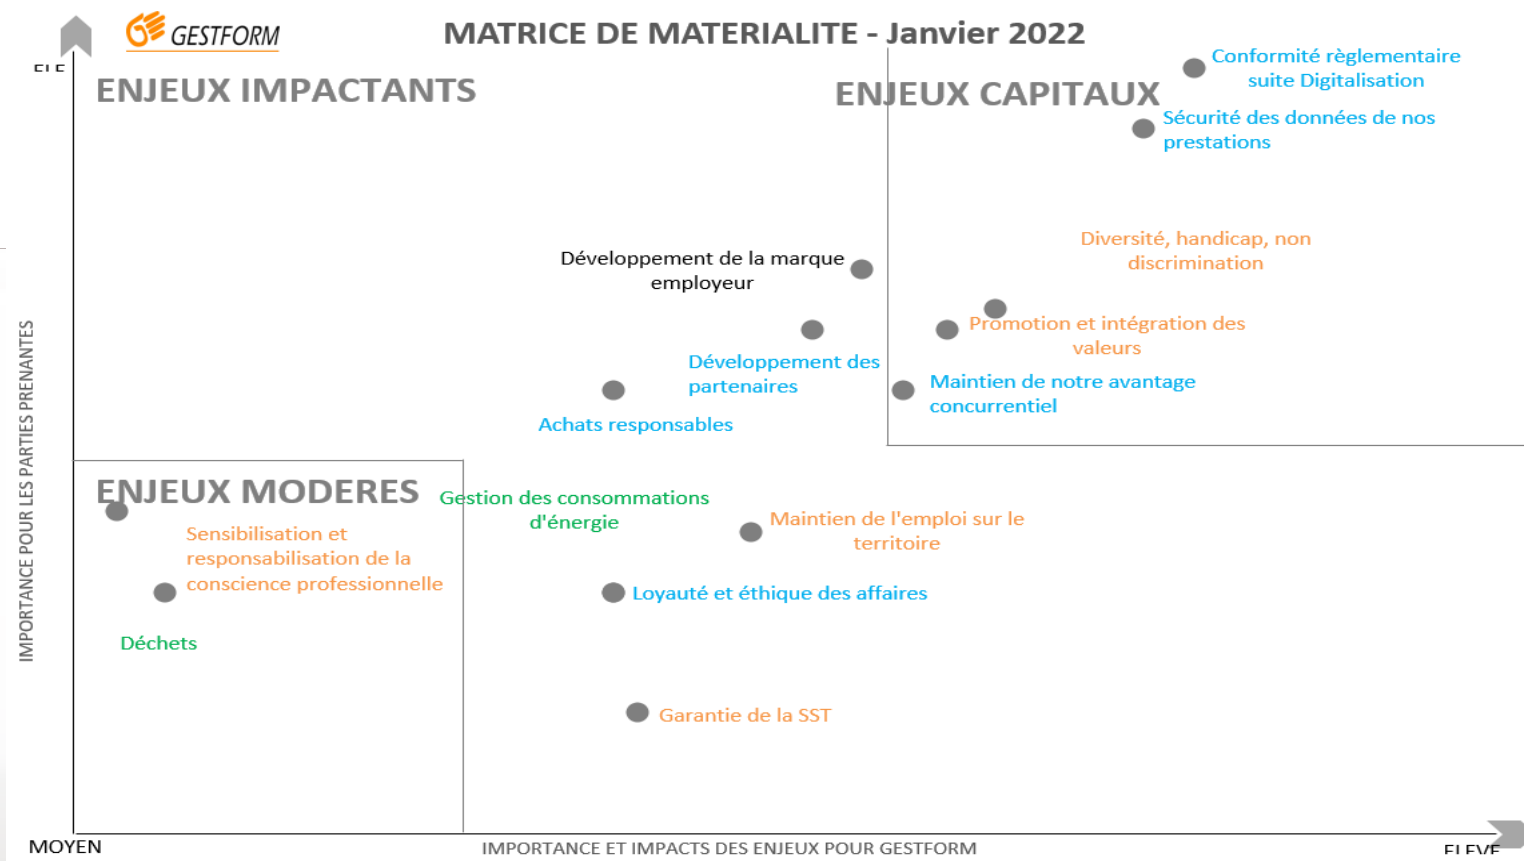 GESTFORM
MATRICE DE MATERIALITE - Janvier 2022
ENJEUX IMPACTANTS
ENJEUX CAPITAUX
Conformité règlementaire
suite Digitalisation
Sécurité des données de nos
prestations
Diversité, handicap, non
discrimination
Développement de la marque
employeur
Promotion et intégration des
valeurs
Développement des
partenaires
Maintien de notre avantage
concurrentiel
Achats responsables
IMPORTANCE POUR LES PARTIES PRENANTES
ENJEUX MODERES
Gestion des consommations
d'énergie
Maintien de l'emploi sur le
territoire
Sensibilisation et
responsabilisation de la
conscience professionnelle
Loyauté et éthique des affaires
Déchets
Garantie de la SST
MOYEN
IMPORTANCE ET IMPACTS DES ENJEUX POUR GESTFORM
ELEVE